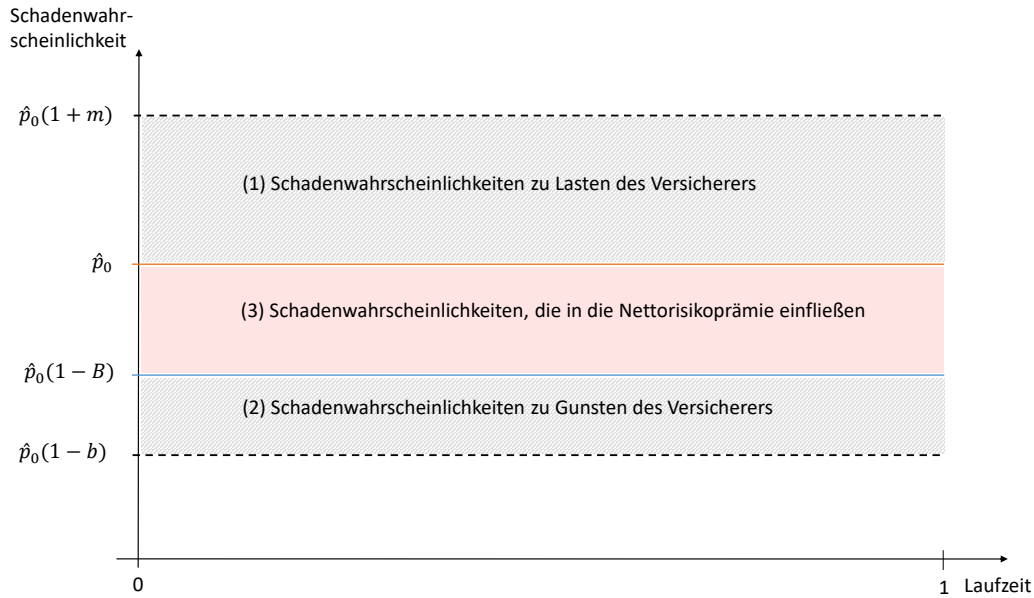 Schadenwahr-
scheinlichkeit
p̂₀(1 + m)
(1) Schadenwahrscheinlichkeiten zu Lasten des Versicherers
p̂₀
(3) Schadenwahrscheinlichkeiten, die in die Nettorisikoprämie einfließen
p̂₀(1 − B)
(2) Schadenwahrscheinlichkeiten zu Gunsten des Versicherers
p̂₀(1 − b)
0
1 Laufzeit